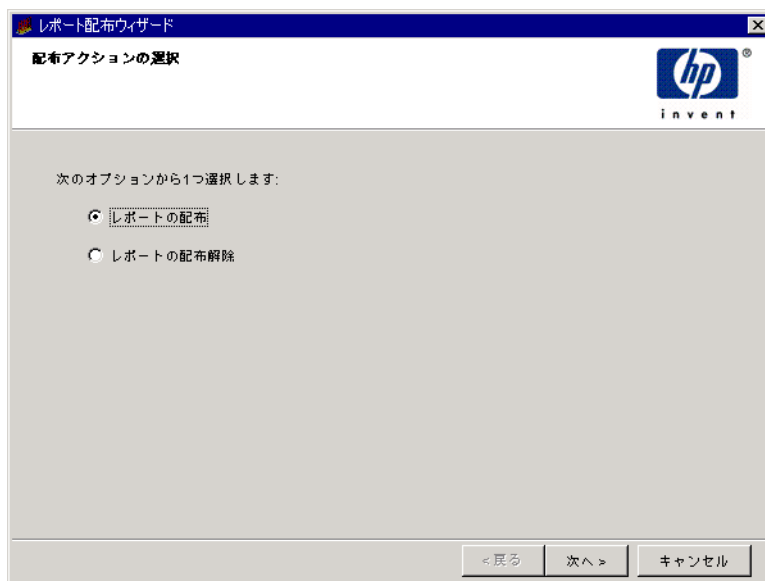 レポート配布ウィザード
配布アクションの選択
hp
®
invent
次のオプションから1つ選択します:
レポートの配布
レポートの配布解除
<戻る
次へ >
キャンセル